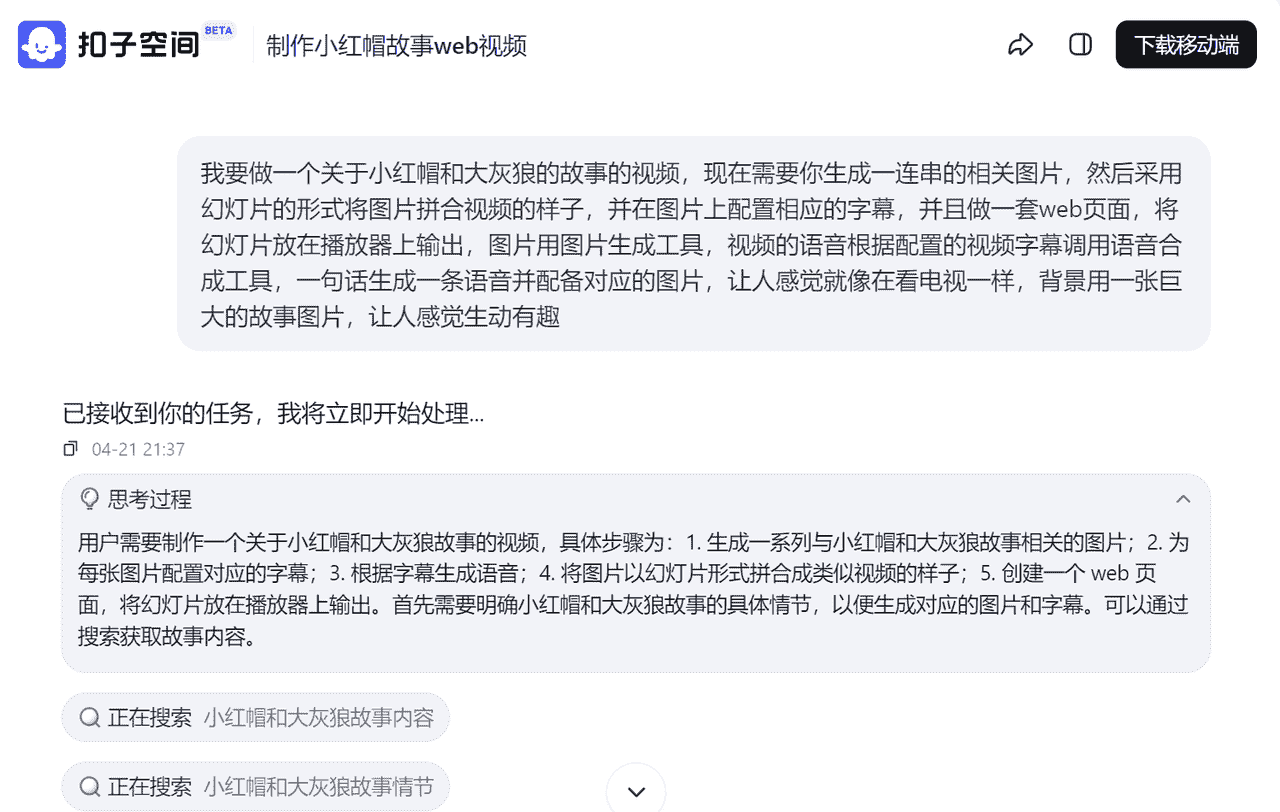 扣子空间 BETA 制作小红帽故事web视频 下载移动端
我要做一个关于小红帽和大灰狼的故事的视频，现在需要你生成一连串的相关图片，然后采用
幻灯片的形式将图片拼合视频的样子，并在图片上配置相应的字幕，并且做一套web页面，将
幻灯片放在播放器上输出，图片用图片生成工具，视频的语音根据配置的视频字幕调用语音合
成工具，一句话生成一条语音并配备对应的图片，让人感觉就像在看电视一样，背景用一张巨
大的故事图片，让人感觉生动有趣
已接收到你的任务，我将立即开始处理...
04-21 21:37
思考过程
用户需要制作一个关于小红帽和大灰狼故事的视频，具体步骤为：1. 生成一系列与小红帽和大灰狼故事相关的图片；2. 为
每张图片配置对应的字幕；3. 根据字幕生成语音；4. 将图片以幻灯片形式拼合成类似视频的样子；5. 创建一个 web 页
面，将幻灯片放在播放器上输出。首先需要明确小红帽和大灰狼故事的具体情节，以便生成对应的图片和字幕。可以通过
搜索获取故事内容。
正在搜索 小红帽和大灰狼故事内容
正在搜索 小红帽和大灰狼故事情节